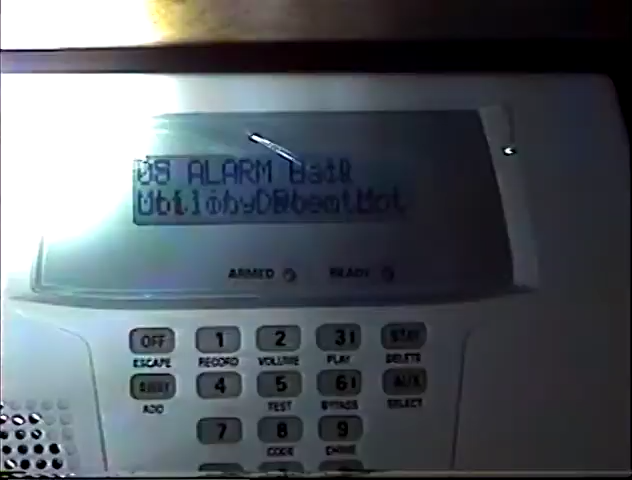 ALARM
ARMED READY
OFF 1 2 3 STAY
ESCAPE RECORD VOLUME PLAY DELETE
AWAY 4 5 6 AUX
ADD TEST BYPASS SELECT
7 8 9
CODE CHIME